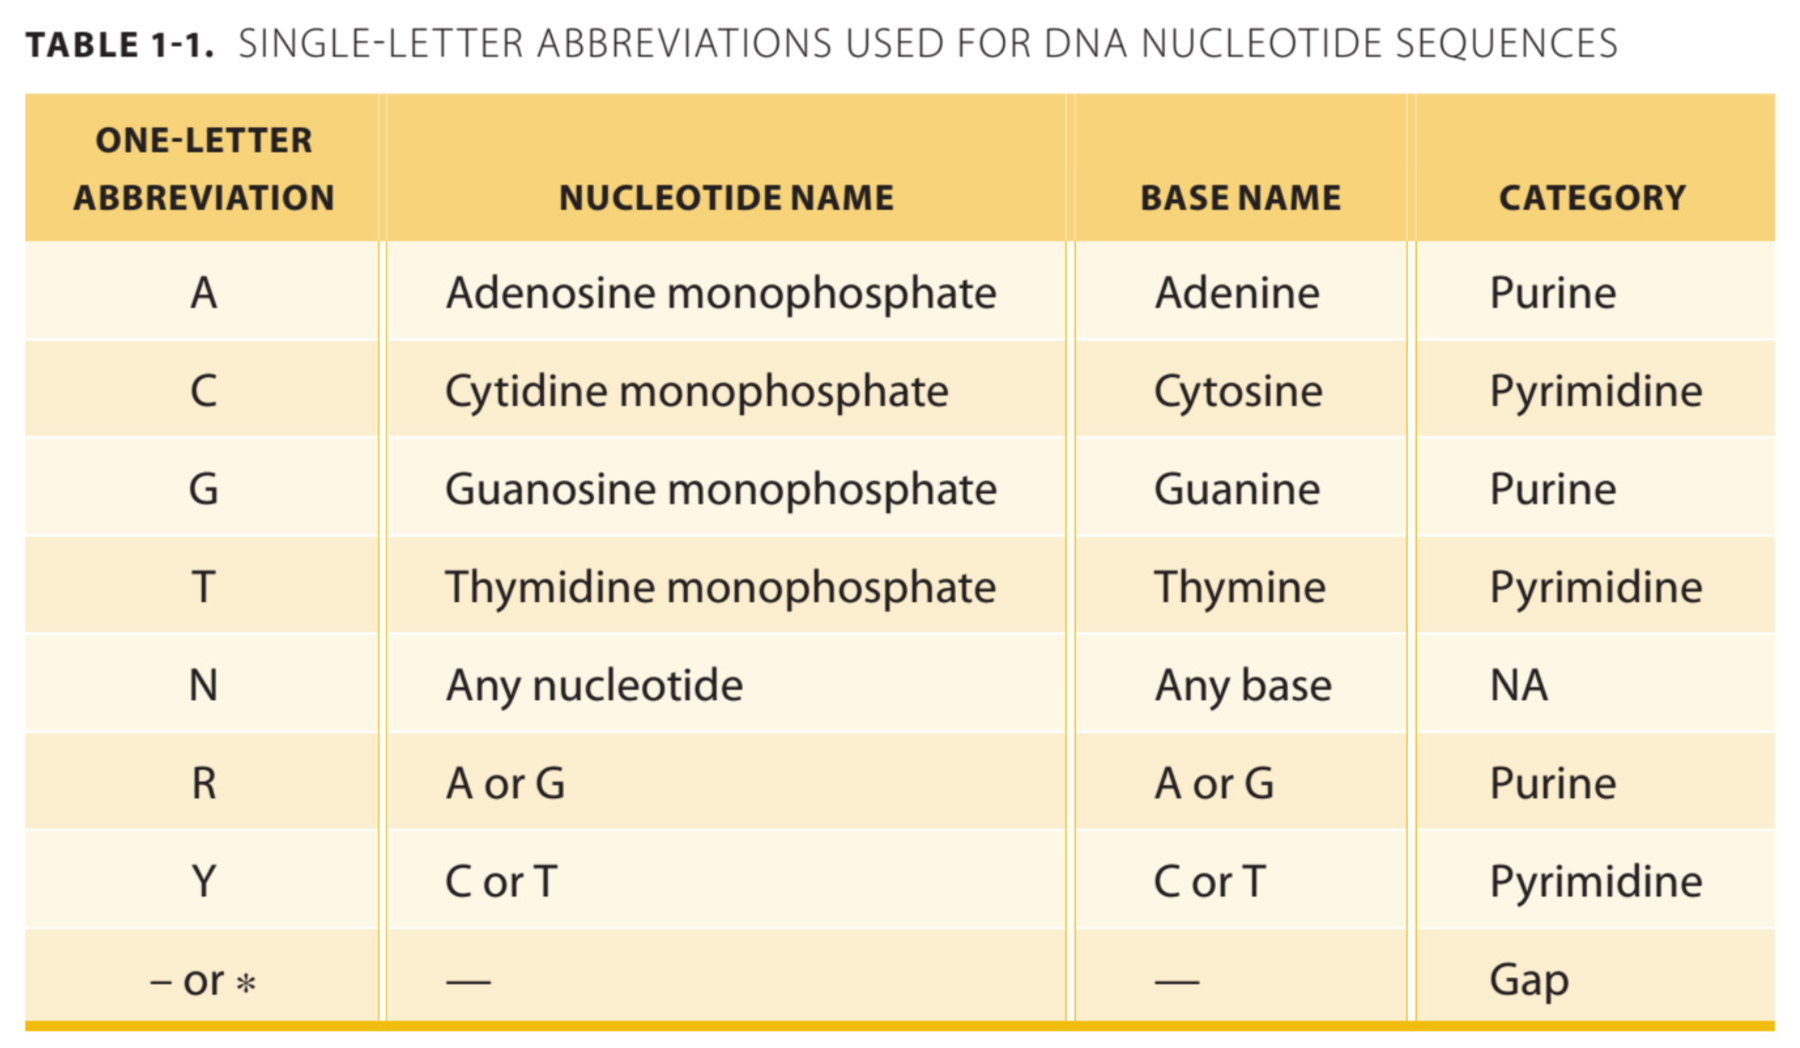 TABLE 1-1. SINGLE-LETTER ABBREVIATIONS USED FOR DNA NUCLEOTIDE SEQUENCES
ONE-LETTER
ABBREVIATION NUCLEOTIDE NAME BASE NAME CATEGORY
A Adenosine monophosphate Adenine Purine
C Cytidine monophosphate Cytosine Pyrimidine
G Guanosine monophosphate Guanine Purine
T Thymidine monophosphate Thymine Pyrimidine
N Any nucleotide Any base NA
R A or G A or G Purine
Y C or T C or T Pyrimidine
– or * — — Gap